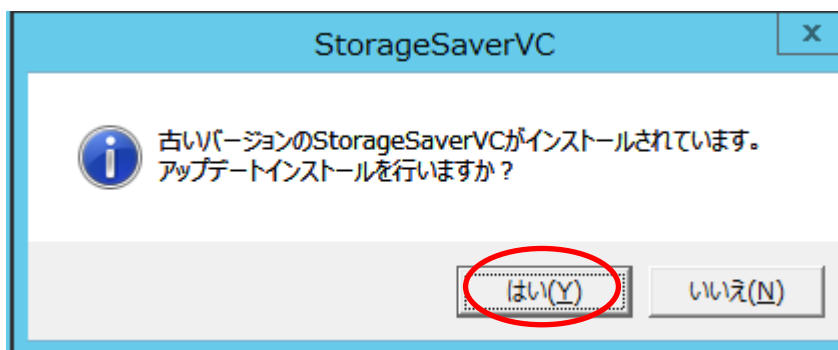 StorageSaverVC
x
古いバージョンのStorageSaverVCがインストールされています。
アップデートインストールを行いますか？
はい(Y) いいえ(N)